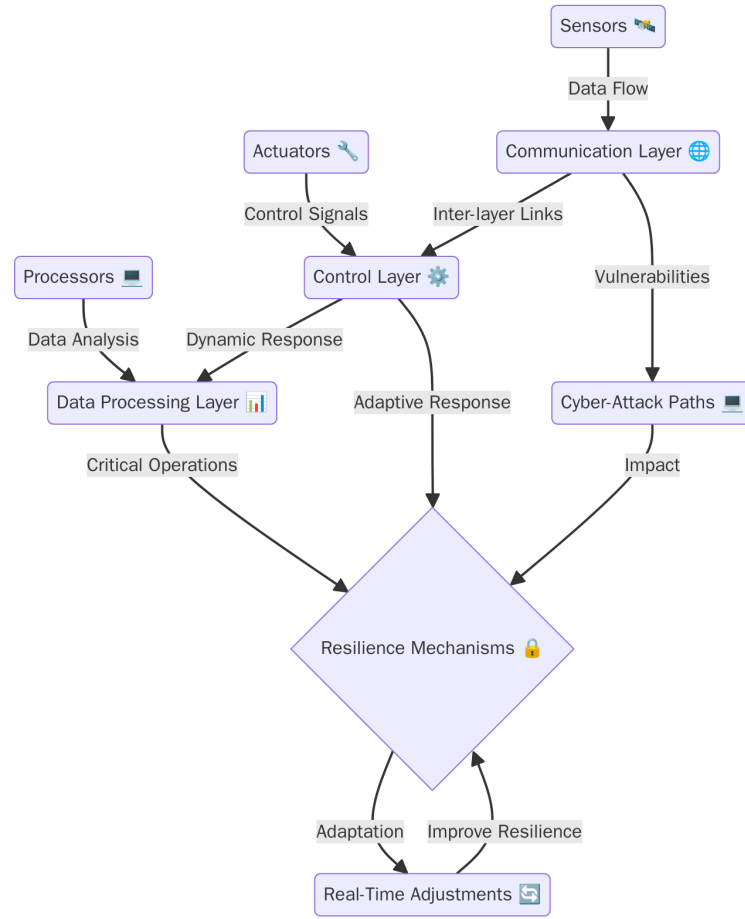 Sensors 🛰️
Data Flow
Actuators 🔧
Communication Layer 🌐
Control Signals
Inter-layer Links
Processors 💻
Control Layer ⚙️
Vulnerabilities
Data Analysis
Dynamic Response
Data Processing Layer 📊
Adaptive Response
Cyber-Attack Paths 💻
Critical Operations
Impact
Resilience Mechanisms 🔒
Adaptation
Improve Resilience
Real-Time Adjustments 🔄